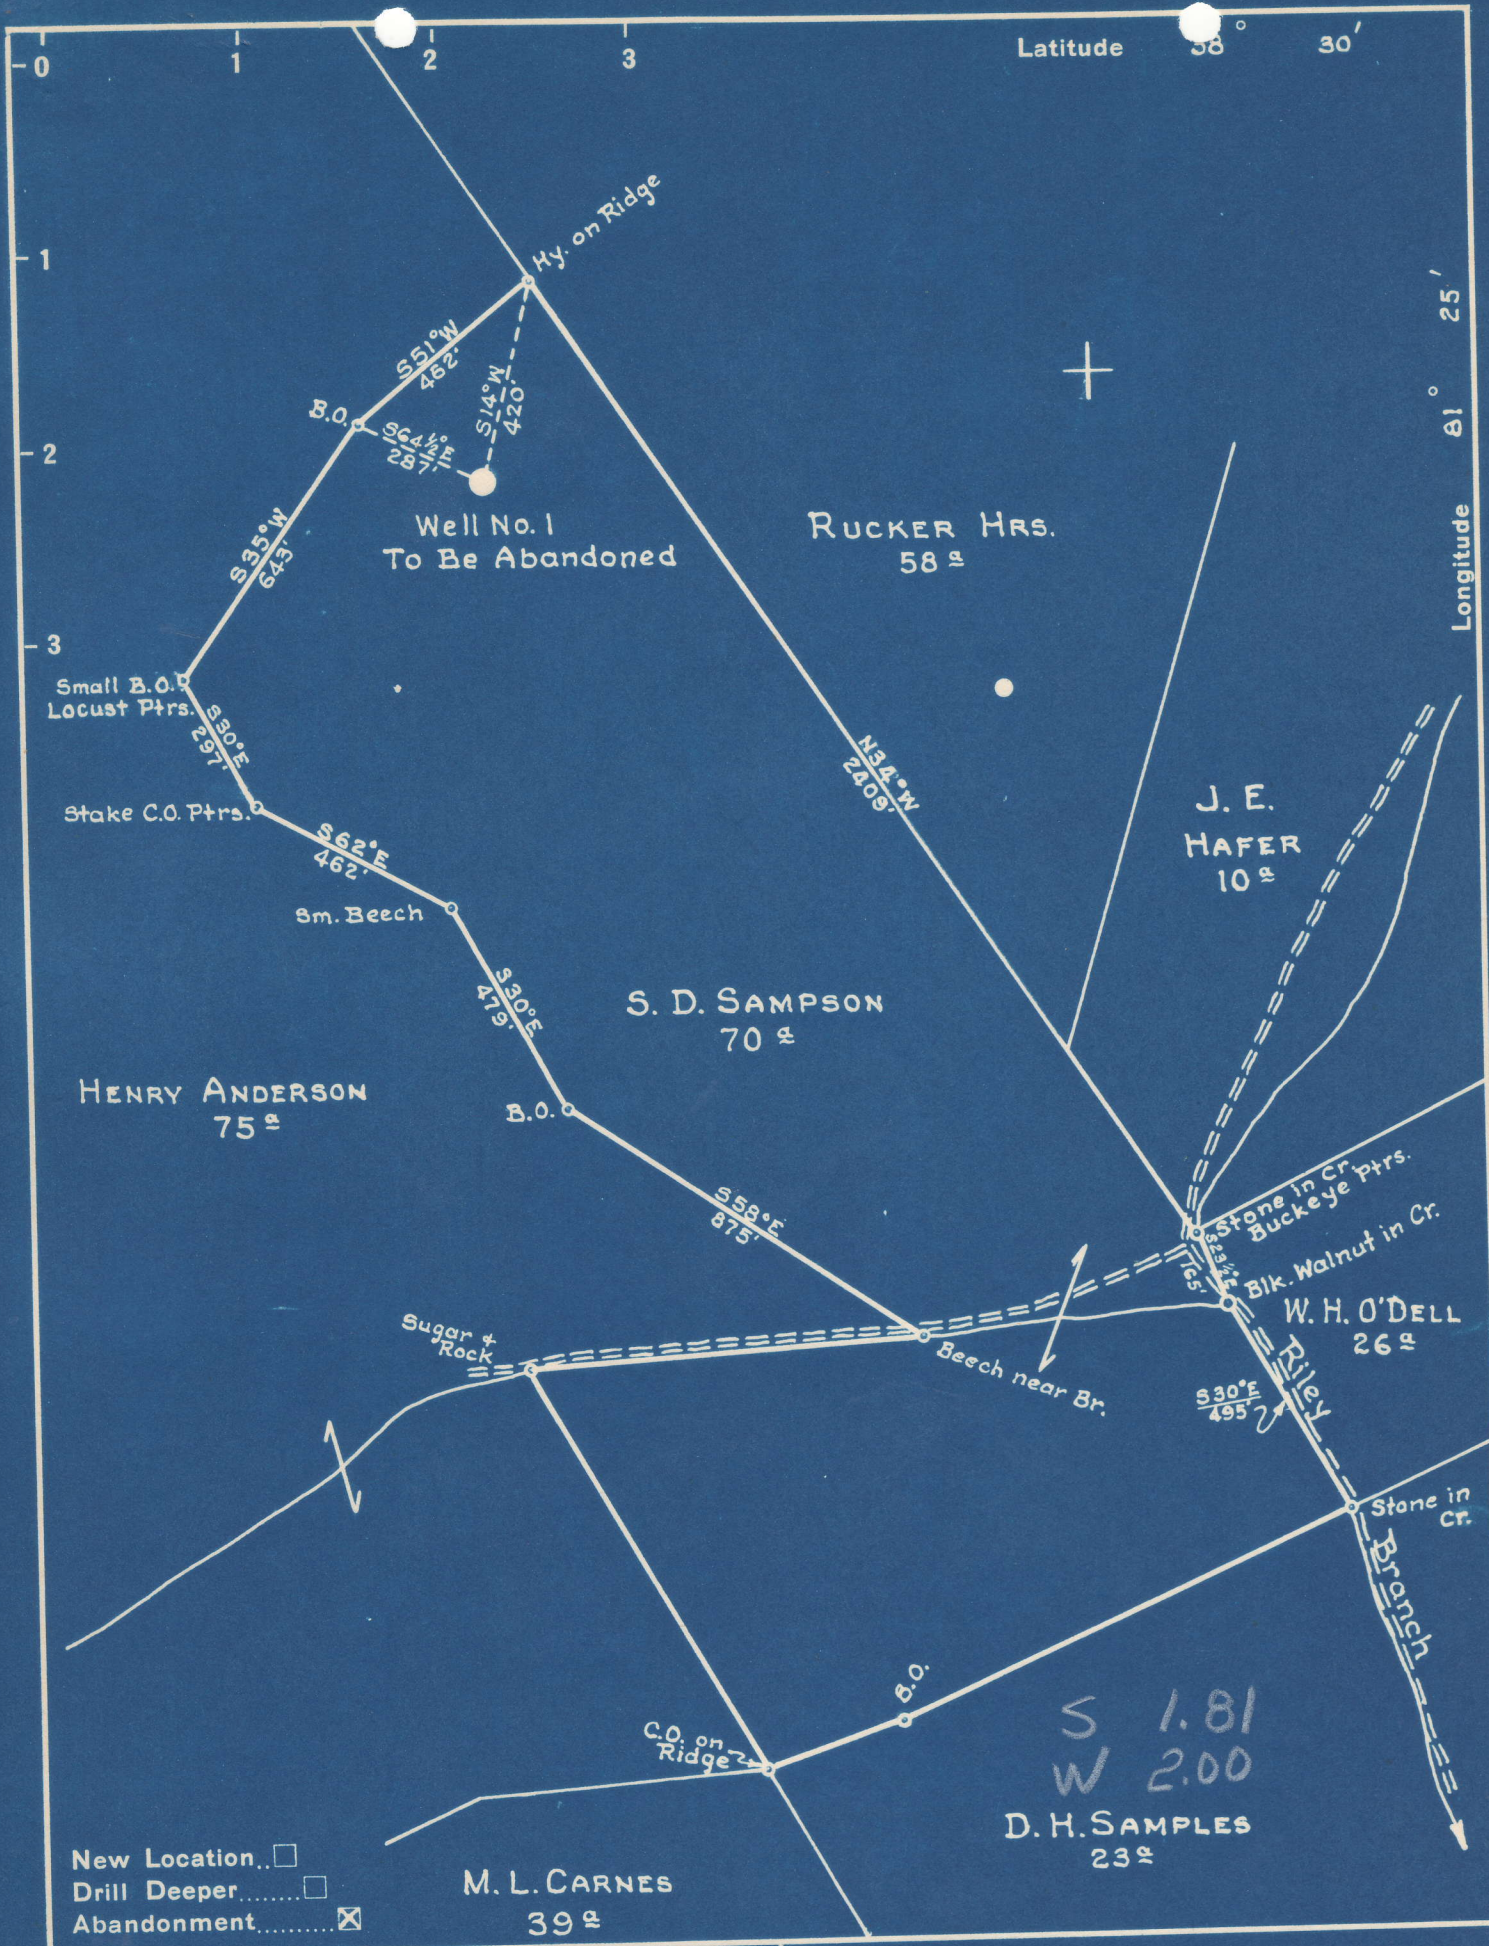 0 1 2 3
Latitude 38° 30'
1
2
3
Longitude 81° 25'
Hy. on Ridge
S51°W
462'
S14°W
420'
B.O.
S64½°E
287'
Well No. 1
To Be Abandoned
RUCKER HRS.
58 a
S35°W
643'
Small B.O.
Locust Ptrs.
S30°E
297'
Stake C.O. Ptrs.
S62°E
462'
Sm. Beech
N34°W
2409'
J. E.
HAFER
10 a
S30°E
479'
S. D. SAMPSON
70 a
HENRY ANDERSON
75 a
B.O.
S58°E
875'
Stone in Cr.
Buckeye Ptrs.
S23½°E
165'
Blk. Walnut in Cr.
W. H. O'DELL
26 a
Sugar &
Rock
Beech near Br.
S30°E
495'
Riley
Branch
Stone in
Cr.
B.O.
C.O. on
Ridge
S 1.81
W 2.00
D. H. SAMPLES
23 a
M. L. CARNES
39 a
New Location..
Drill Deeper........
Abandonment..........